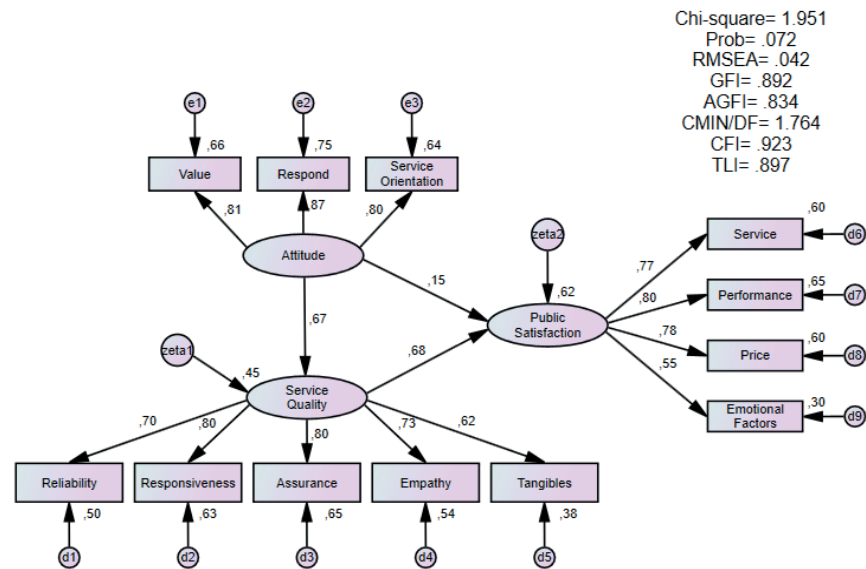 Chi-square= 1.951
Prob= .072
RMSEA= .042
GFI= .892
AGFI= .834
CMIN/DF= 1.764
CFI= .923
TLI= .897
e1
e2
e3
,66
,75
,64
Value
Respond
Service
Orientation
,81
,87
,80
Attitude
zeta2
,60
Service
d6
,77
,15
,62
,65
Performance
d7
,80
Public
Satisfaction
,67
,78
,60
Price
d8
zeta1
,68
,55
,45
,30
Service
Quality
Emotional
Factors
d9
,70
,80
,80
,73
,62
Reliability
Responsiveness
Assurance
Empathy
Tangibles
,50
,63
,65
,54
,38
d1
d2
d3
d4
d5